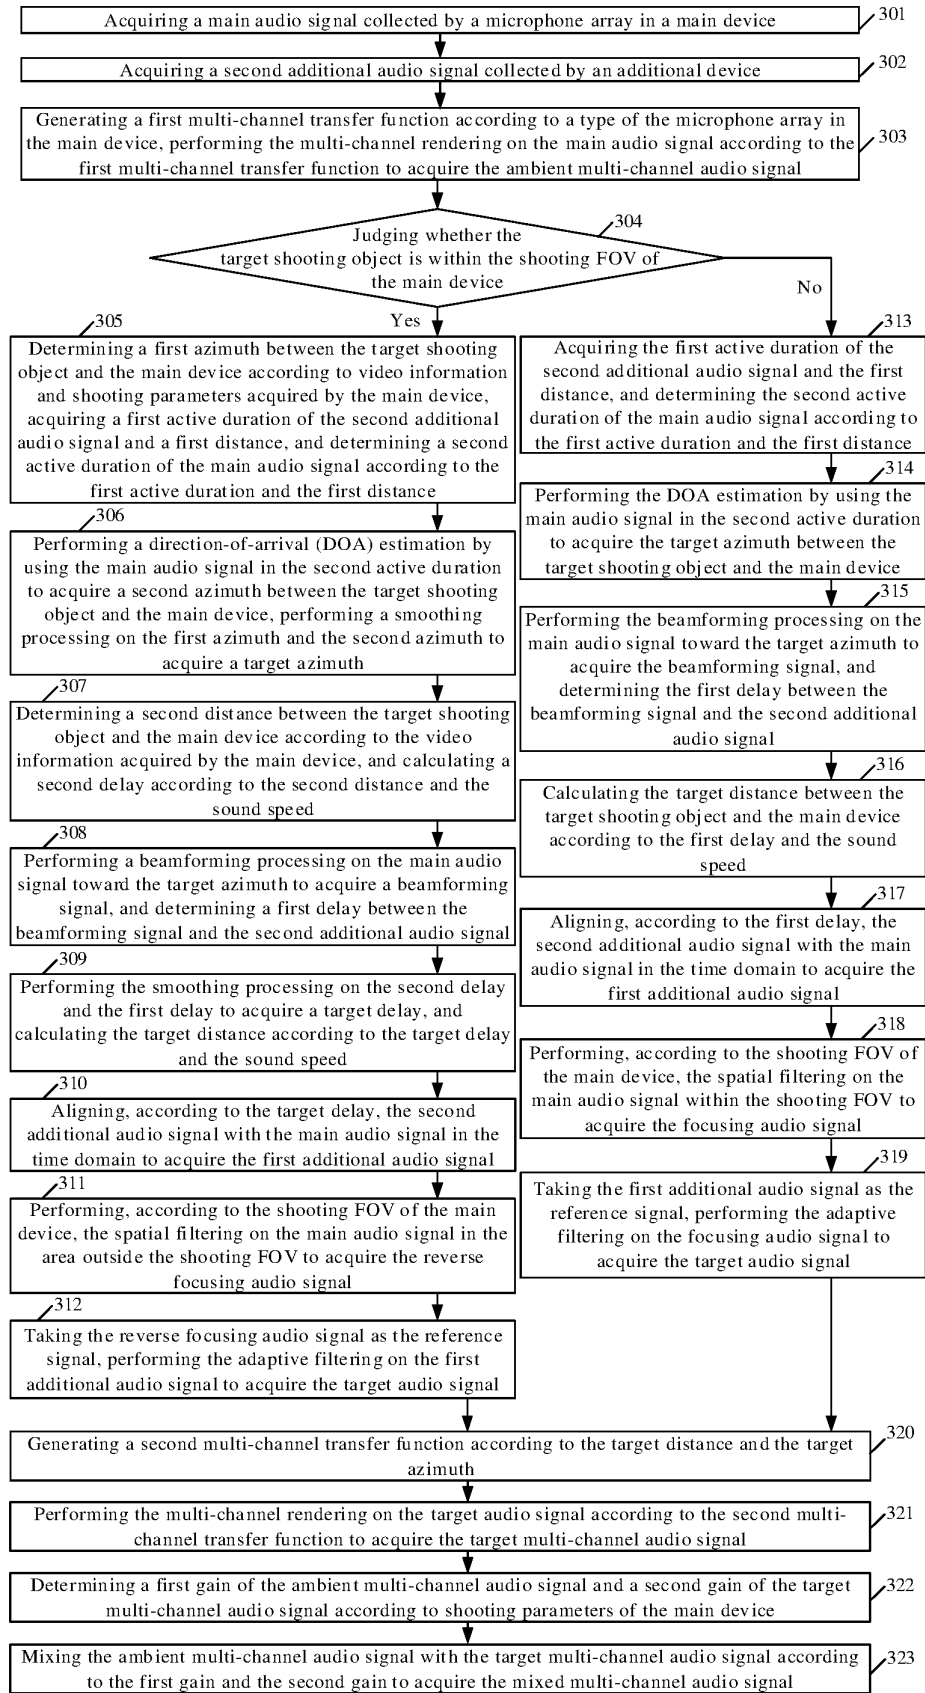 Acquiring a main audio signal collected by a microphone array in a main device
301
Acquiring a second additional audio signal collected by an additional device
302
Generating a first multi-channel transfer function according to a type of the microphone array in
the main device, performing the multi-channel rendering on the main audio signal according to the
first multi-channel transfer function to acquire the ambient multi-channel audio signal
303
304
Judging whether the
target shooting object is within the shooting FOV of
the main device
Yes
No
305
Determining a first azimuth between the target shooting
object and the main device according to video information
and shooting parameters acquired by the main device,
acquiring a first active duration of the second additional
audio signal and a first distance, and determining a second
active duration of the main audio signal according to the
first active duration and the first distance
306
Performing a direction-of-arrival (DOA) estimation by
using the main audio signal in the second active duration
to acquire a second azimuth between the target shooting
object and the main device, performing a smoothing
processing on the first azimuth and the second azimuth to
acquire a target azimuth
307
Determining a second distance between the target shooting
object and the main device according to the video
information acquired by the main device, and calculating a
second delay according to the second distance and the
sound speed
308
Performing a beamforming processing on the main audio
signal toward the target azimuth to acquire a beamforming
signal, and determining a first delay between the
beamforming signal and the second additional audio signal
309
Performing the smoothing processing on the second delay
and the first delay to acquire a target delay, and
calculating the target distance according to the target delay
and the sound speed
310
Aligning, according to the target delay, the second
additional audio signal with the main audio signal in the
time domain to acquire the first additional audio signal
311
Performing, according to the shooting FOV of the main
device, the spatial filtering on the main audio signal in the
area outside the shooting FOV to acquire the reverse
focusing audio signal
312
Taking the reverse focusing audio signal as the reference
signal, performing the adaptive filtering on the first
additional audio signal to acquire the target audio signal
313
Acquiring the first active duration of the
second additional audio signal and the first
distance, and determining the second active
duration of the main audio signal according to
the first active duration and the first distance
314
Performing the DOA estimation by using the
main audio signal in the second active duration
to acquire the target azimuth between the
target shooting object and the main device
315
Performing the beamforming processing on the
main audio signal toward the target azimuth to
acquire the beamforming signal, and
determining the first delay between the
beamforming signal and the second additional
audio signal
316
Calculating the target distance between the
target shooting object and the main device
according to the first delay and the sound
speed
317
Aligning, according to the first delay, the
second additional audio signal with the main
audio signal in the time domain to acquire the
first additional audio signal
318
Performing, according to the shooting FOV of
the main device, the spatial filtering on the
main audio signal within the shooting FOV to
acquire the focusing audio signal
319
Taking the first additional audio signal as the
reference signal, performing the adaptive
filtering on the focusing audio signal to
acquire the target audio signal
Generating a second multi-channel transfer function according to the target distance and the target
azimuth
320
Performing the multi-channel rendering on the target audio signal according to the second multi-
channel transfer function to acquire the target multi-channel audio signal
321
Determining a first gain of the ambient multi-channel audio signal and a second gain of the target
multi-channel audio signal according to shooting parameters of the main device
322
Mixing the ambient multi-channel audio signal with the target multi-channel audio signal according
to the first gain and the second gain to acquire the mixed multi-channel audio signal
323